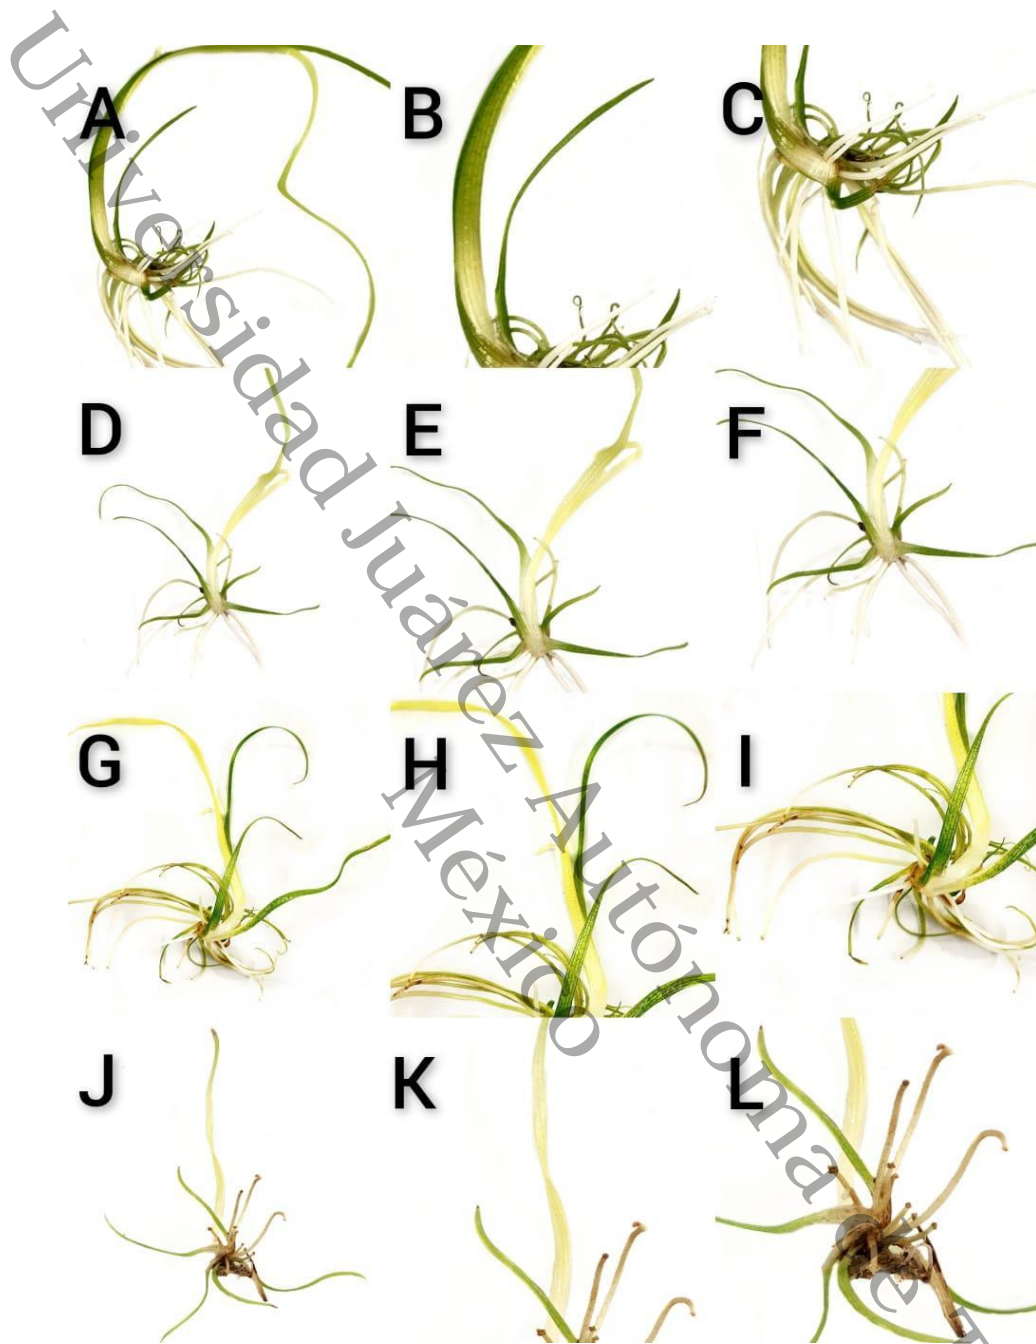 A B C
D E F
G H I
J K L
Universidad Juárez Autónoma de T
México